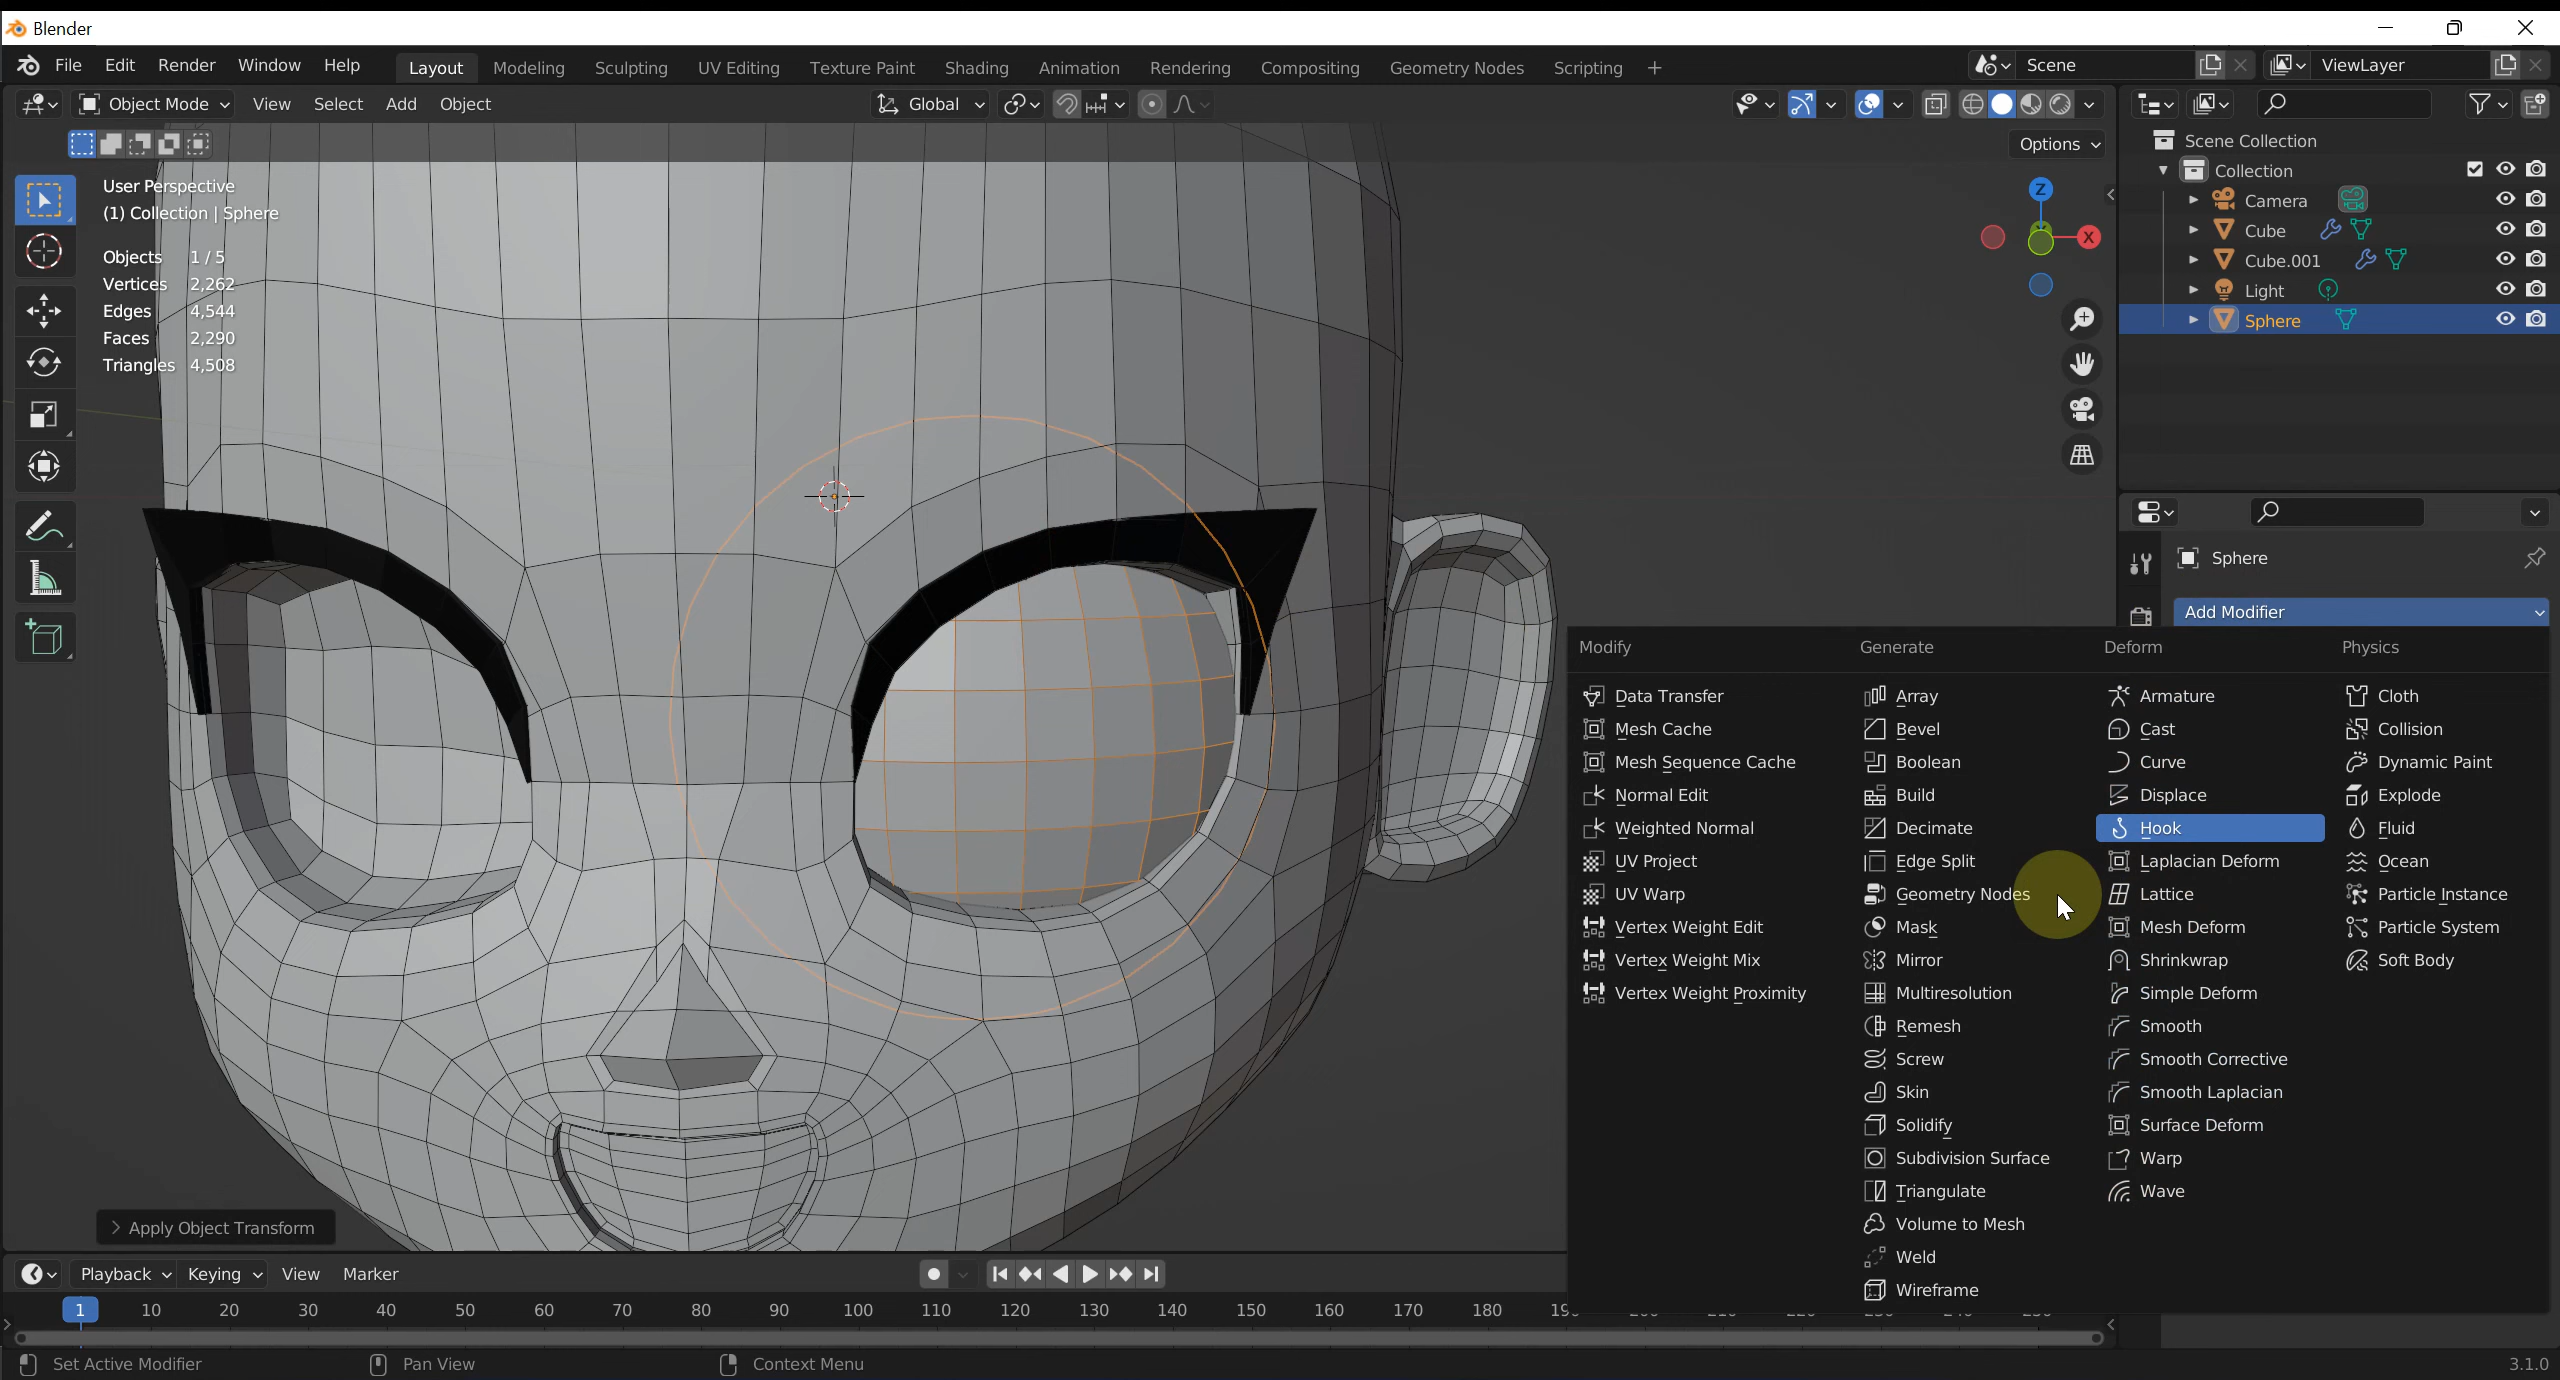 Blender
File Edit Render Window Help Layout Modeling Sculpting UV Editing Texture Paint Shading Animation Rendering Compositing Geometry Nodes Scripting + Scene ViewLayer
Object Mode View Select Add Object Global
Options
User Perspective
(1) Collection | Sphere
Objects 1 / 5
Vertices 2,262
Edges 4,544
Faces 2,290
Triangles 4,508
Z
X
Scene Collection
Collection
Camera
Cube
Cube.001
Light
Sphere
Sphere
Add Modifier
Modify
Data Transfer
Mesh Cache
Mesh Sequence Cache
Normal Edit
Weighted Normal
UV Project
UV Warp
Vertex Weight Edit
Vertex Weight Mix
Vertex Weight Proximity
Generate
Array
Bevel
Boolean
Build
Decimate
Edge Split
Geometry Nodes
Mask
Mirror
Multiresolution
Remesh
Screw
Skin
Solidify
Subdivision Surface
Triangulate
Volume to Mesh
Weld
Wireframe
Deform
Armature
Cast
Curve
Displace
Hook
Laplacian Deform
Lattice
Mesh Deform
Shrinkwrap
Simple Deform
Smooth
Smooth Corrective
Smooth Laplacian
Surface Deform
Warp
Wave
Physics
Cloth
Collision
Dynamic Paint
Explode
Fluid
Ocean
Particle Instance
Particle System
Soft Body
> Apply Object Transform
Playback Keying View Marker
1 10 20 30 40 50 60 70 80 90 100 110 120 130 140 150 160 170 180
Set Active Modifier Pan View Context Menu 3.1.0